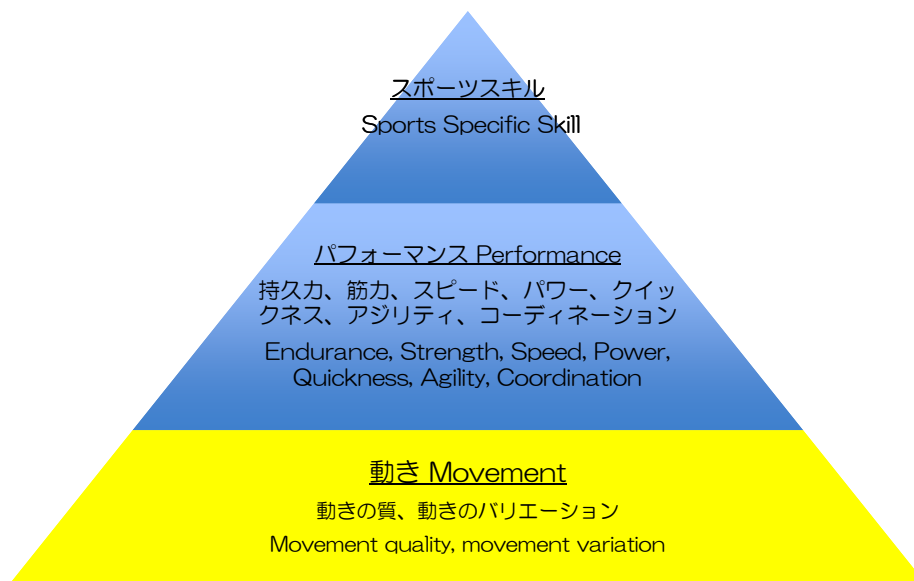 スポーツスキル
Sports Specific Skill
パフォーマンス Performance
持久力、筋力、スピード、パワー、クイッ
クネス、アジリティ、コーディネーション
Endurance, Strength, Speed, Power,
Quickness, Agility, Coordination
動き Movement
動きの質、動きのバリエーション
Movement quality, movement variation